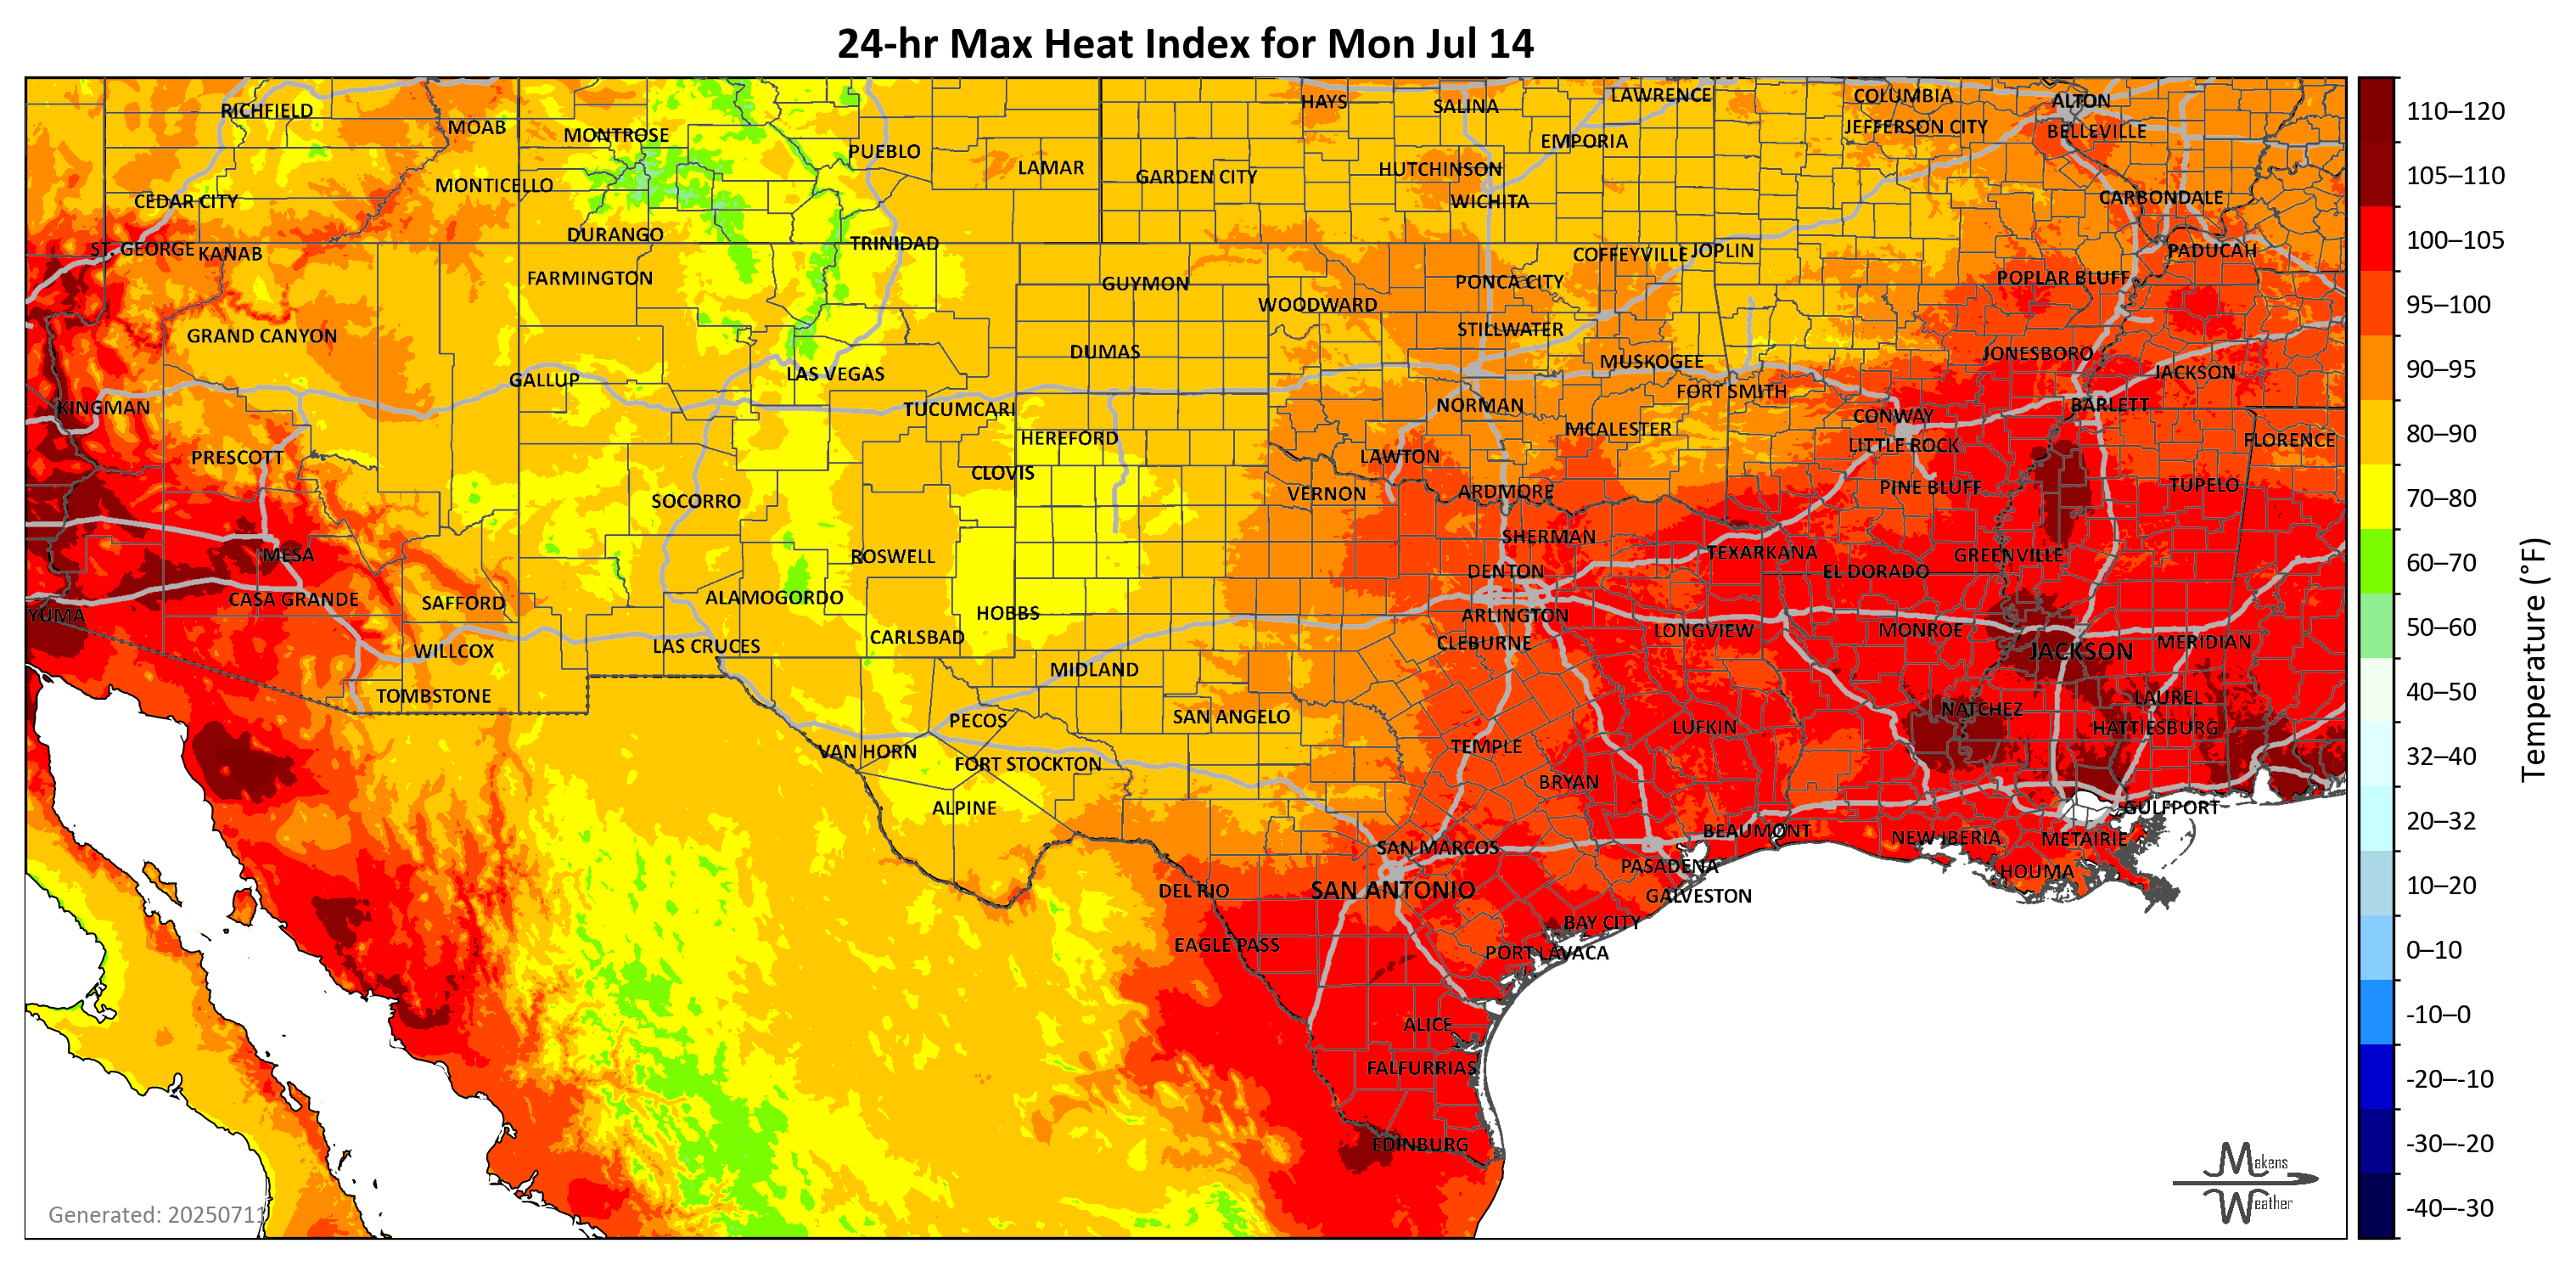 24-hr Max Heat Index for Mon Jul 14
RICHFIELD
MOAB
MONTROSE
PUEBLO
LAMAR
HAYS
SALINA
LAWRENCE
COLUMBIA
ALTON
JEFFERSON CITY
BELLEVILLE
EMPORIA
GARDEN CITY
HUTCHINSON
WICHITA
CARBONDALE
MONTICELLO
CEDAR CITY
DURANGO
TRINIDAD
ST. GEORGE
KANAB
FARMINGTON
GUYMON
WOODWARD
PONCA CITY
COFFEYVILLE
JOPLIN
POPLAR BLUFF
PADUCAH
GRAND CANYON
DUMAS
STILLWATER
MUSKOGEE
JONESBORO
JACKSON
GALLUP
LAS VEGAS
FORT SMITH
KINGMAN
TUCUMCARI
NORMAN
CONWAY
BARLETT
HEREFORD
MCALESTER
LITTLE ROCK
FLORENCE
PRESCOTT
CLOVIS
LAWTON
PINE BLUFF
TUPELO
SOCORRO
VERNON
ARDMORE
SHERMAN
MESA
ROSWELL
TEXARKANA
GREENVILLE
DENTON
EL DORADO
CASA GRANDE
SAFFORD
ALAMOGORDO
HOBBS
ARLINGTON
YUMA
CARLSBAD
CLEBURNE
LONGVIEW
MONROE
JACKSON
MERIDIAN
WILLCOX
LAS CRUCES
MIDLAND
TOMBSTONE
PECOS
SAN ANGELO
NATCHEZ
LAUREL
HATTIESBURG
LUFKIN
VAN HORN
FORT STOCKTON
TEMPLE
BRYAN
ALPINE
GULFPORT
SAN MARCOS
BEAUMONT
NEW IBERIA
METAIRIE
PASADENA
HOUMA
DEL RIO
SAN ANTONIO
GALVESTON
BAY CITY
EAGLE PASS
PORT LAVACA
ALICE
FALFURRIAS
EDINBURG
Makens
Weather
Generated: 20250711
110–120
105–110
100–105
95–100
90–95
80–90
70–80
60–70
50–60
40–50
32–40
20–32
10–20
0–10
-10–0
-20–-10
-30–-20
-40–-30
Temperature (°F)